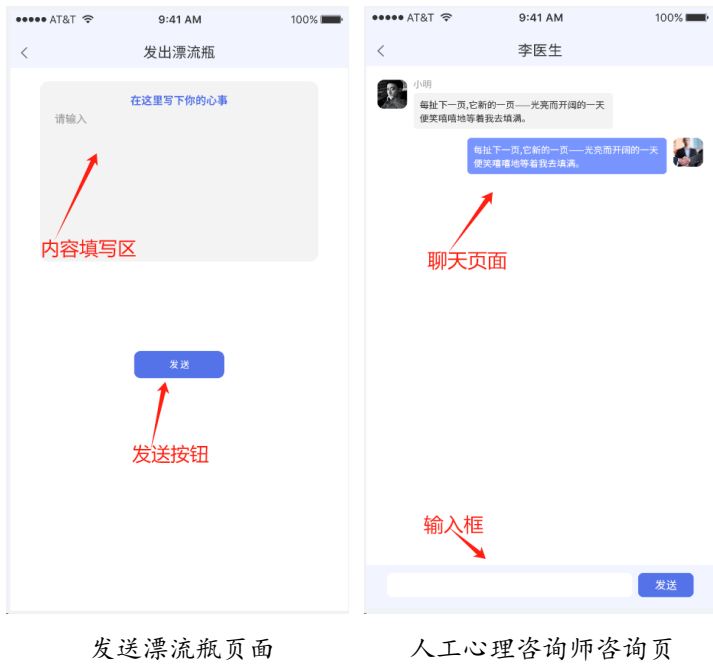 AT&T 9:41 AM 100%
发出漂流瓶
在这里写下你的心事
请输入
内容填写区
发送
发送按钮
发送漂流瓶页面
AT&T 9:41 AM 100%
李医生
小明
每扯下一页,它新的一页——光亮而开阔的一天
便笑嘻嘻地等着我去填满。
每扯下一页,它新的一页——光亮而开阔的一天
便笑嘻嘻地等着我去填满。
聊天页面
输入框
发送
人工心理咨询师咨询页